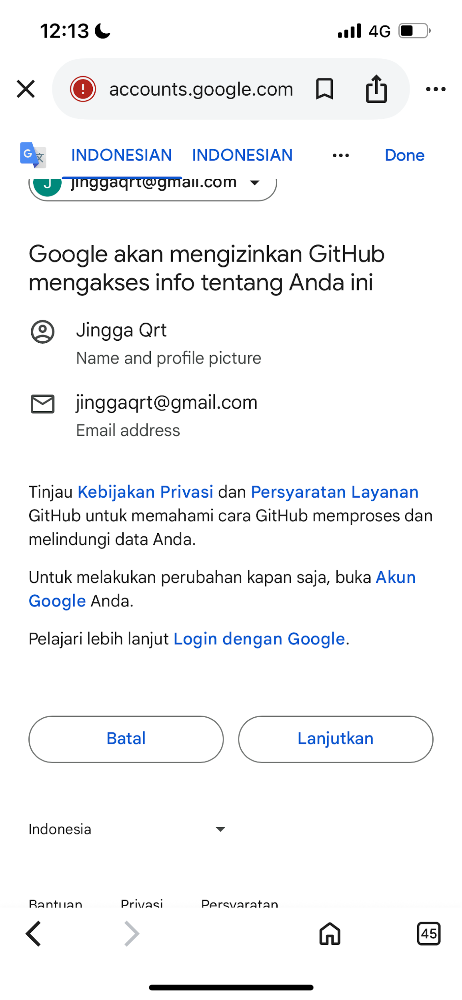 12:13
4G
accounts.google.com
INDONESIAN INDONESIAN Done
J jinggaqrt@gmail.com
Google akan mengizinkan GitHub
mengakses info tentang Anda ini
Jingga Qrt
Name and profile picture
jinggaqrt@gmail.com
Email address
Tinjau Kebijakan Privasi dan Persyaratan Layanan
GitHub untuk memahami cara GitHub memproses dan
melindungi data Anda.
Untuk melakukan perubahan kapan saja, buka Akun
Google Anda.
Pelajari lebih lanjut Login dengan Google.
Batal Lanjutkan
Indonesia
Bantuan Privasi Persyaratan
45